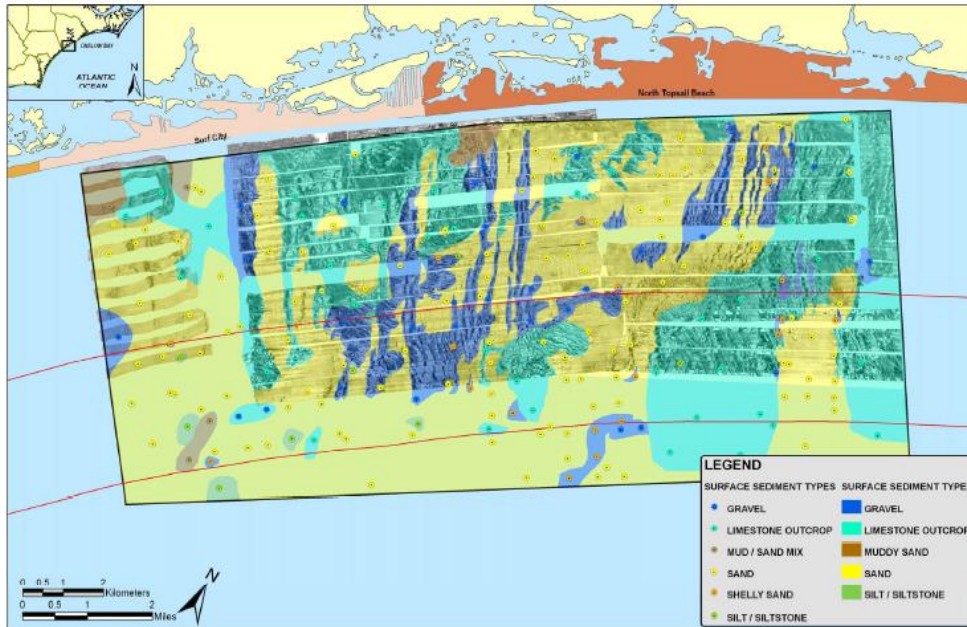 ONSLOW BAY
ATLANTIC
OCEAN
N
North Topsail Beach
Surf City
LEGEND
SURFACE SEDIMENT TYPES SURFACE SEDIMENT TYPE
GRAVEL GRAVEL
LIMESTONE OUTCROP LIMESTONE OUTCROP
MUD / SAND MIX MUDDY SAND
SAND SAND
SHELLY SAND SILT / SILTSTONE
SILT / SILTSTONE
N
0 0.5 1 2
Kilometers
0 0.5 1 2
Miles